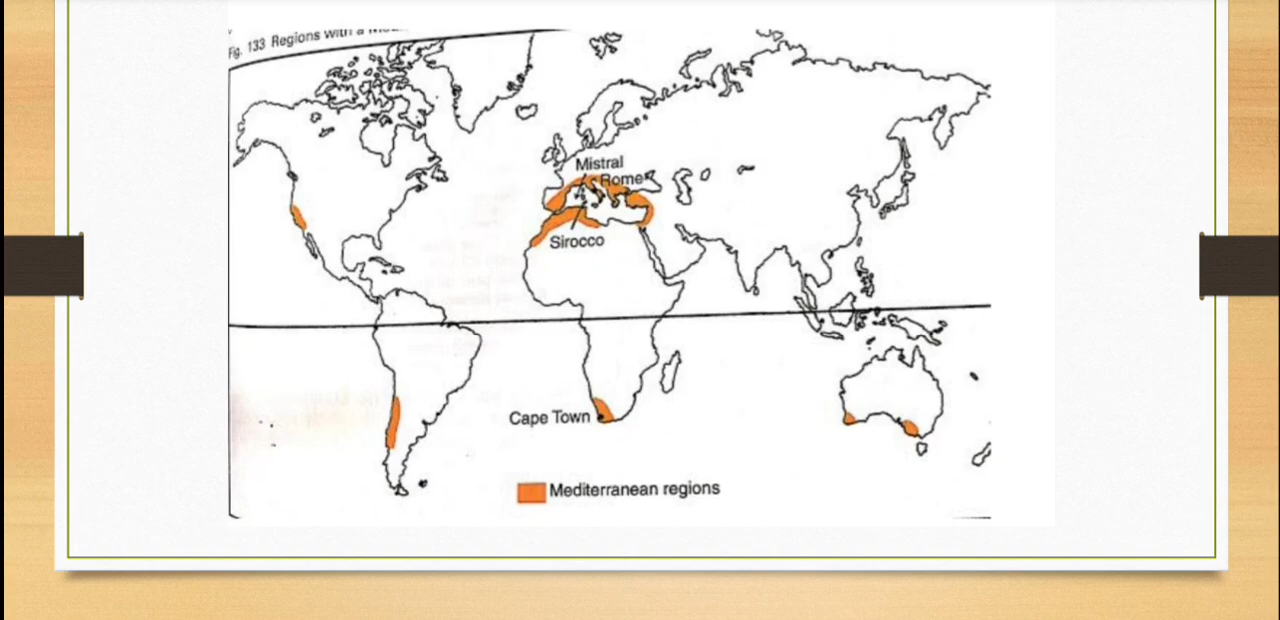 Fig. 133 Regions with a
Mistral
Rome
Sirocco
Cape Town
Mediterranean regions